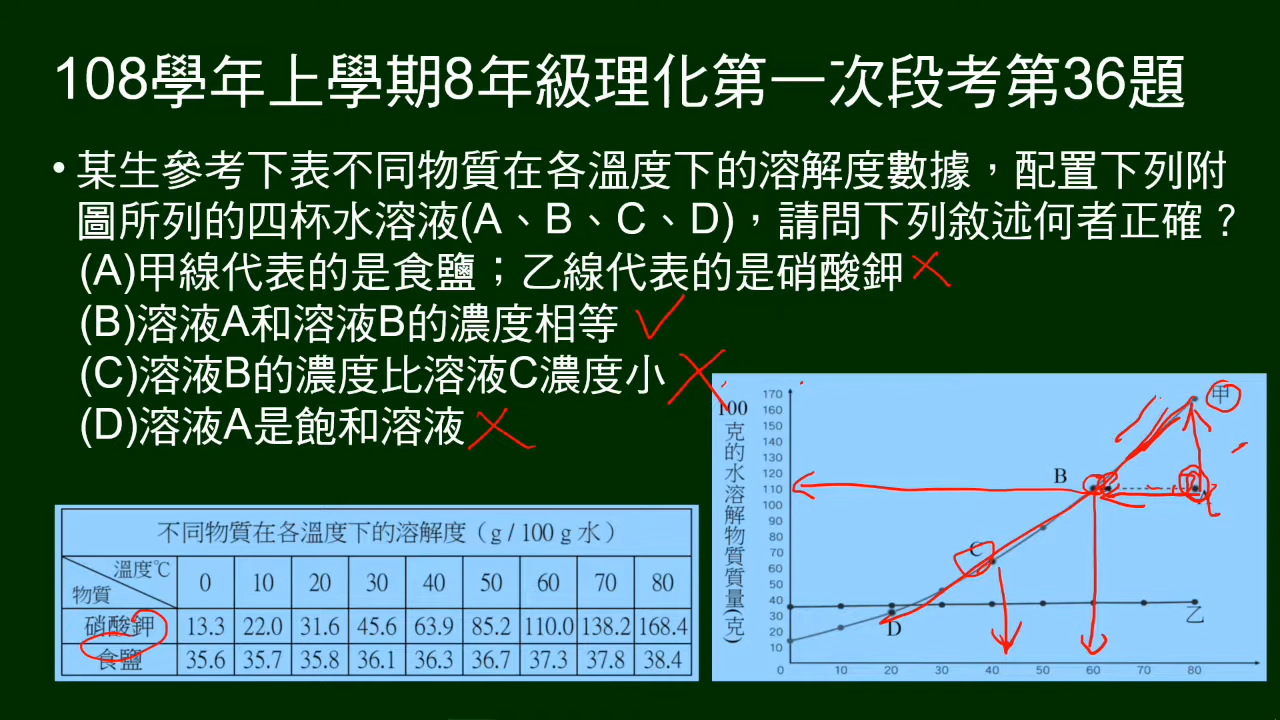 108學年上學期8年級理化第一次段考第36題
• 某生參考下表不同物質在各溫度下的溶解度數據，配置下列附
圖所列的四杯水溶液(A、B、C、D)，請問下列敘述何者正確？
(A)甲線代表的是食鹽；乙線代表的是硝酸鉀
(B)溶液A和溶液B的濃度相等
(C)溶液B的濃度比溶液C濃度小
(D)溶液A是飽和溶液
不同物質在各溫度下的溶解度（g / 100 g 水）
溫度℃
物質
0 10 20 30 40 50 60 70 80
硝酸鉀 13.3 22.0 31.6 45.6 63.9 85.2 110.0 138.2 168.4
食鹽 35.6 35.7 35.8 36.1 36.3 36.7 37.3 37.8 38.4
100克的水溶解物質質量(克)
170
160
150
140
130
120
110
100
90
80
70
60
50
40
30
20
10
甲
B
A
C
D
乙
0 10 20 30 40 50 60 70 80